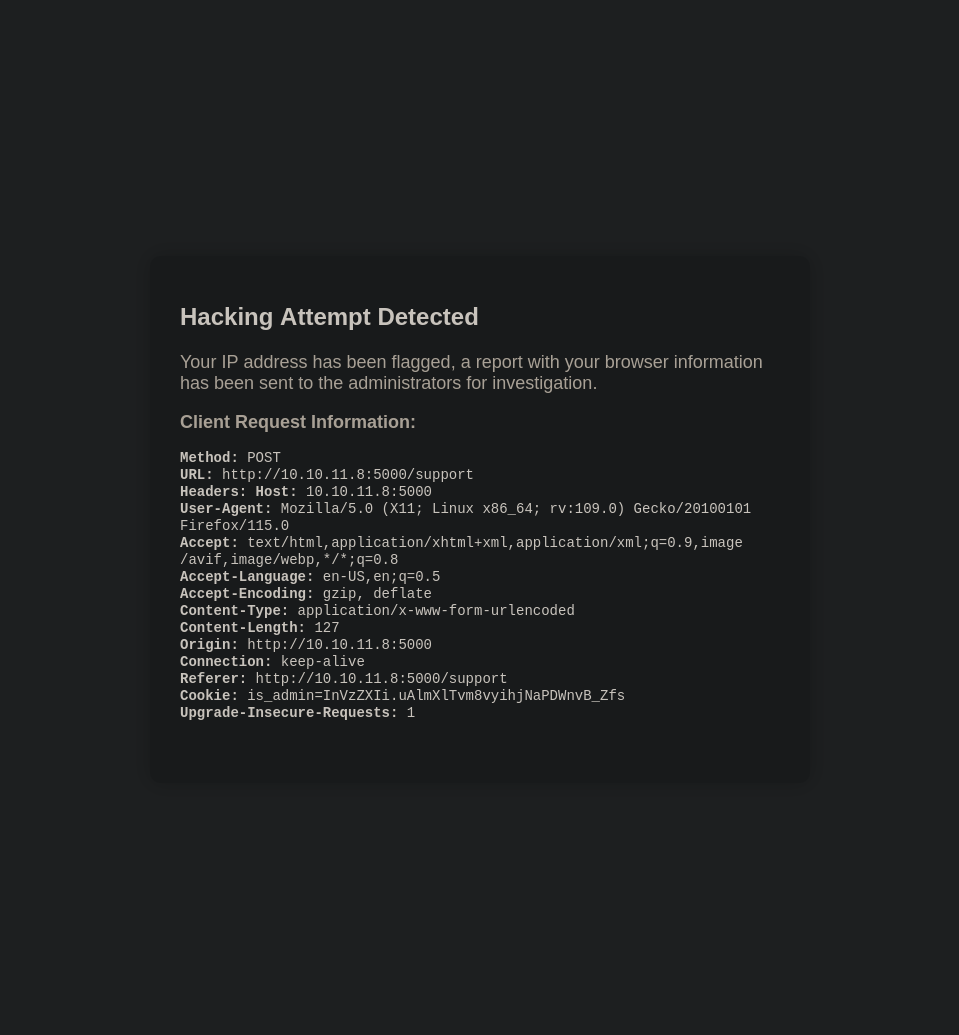 Hacking Attempt Detected
Your IP address has been flagged, a report with your browser information
has been sent to the administrators for investigation.
Client Request Information:
Method: POST
URL: http://10.10.11.8:5000/support
Headers: Host: 10.10.11.8:5000
User-Agent: Mozilla/5.0 (X11; Linux x86_64; rv:109.0) Gecko/20100101
Firefox/115.0
Accept: text/html,application/xhtml+xml,application/xml;q=0.9,image
/avif,image/webp,*/*;q=0.8
Accept-Language: en-US,en;q=0.5
Accept-Encoding: gzip, deflate
Content-Type: application/x-www-form-urlencoded
Content-Length: 127
Origin: http://10.10.11.8:5000
Connection: keep-alive
Referer: http://10.10.11.8:5000/support
Cookie: is_admin=InVzZXIi.uAlmXlTvm8vyihjNaPDWnvB_Zfs
Upgrade-Insecure-Requests: 1